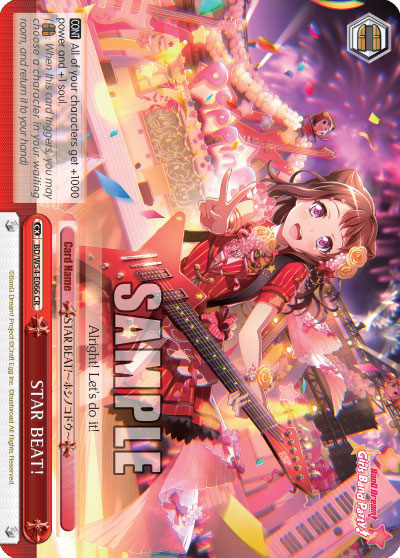 [CONT] All of your characters get +1000
power and +1 soul.
( : When this card triggers, you may
choose a character in your waiting
room, and return it to your hand)
CX
BD/W54-E066 CR
Card Name
STAR BEAT!~ホシノコドウ~
STAR BEAT!
Alright! Let's do it!
SAMPLE
©BanG Dream! Project ©Craft Egg Inc. ©bushiroad All Rights Reserved.
BanG Dream!
Girls Band Party!